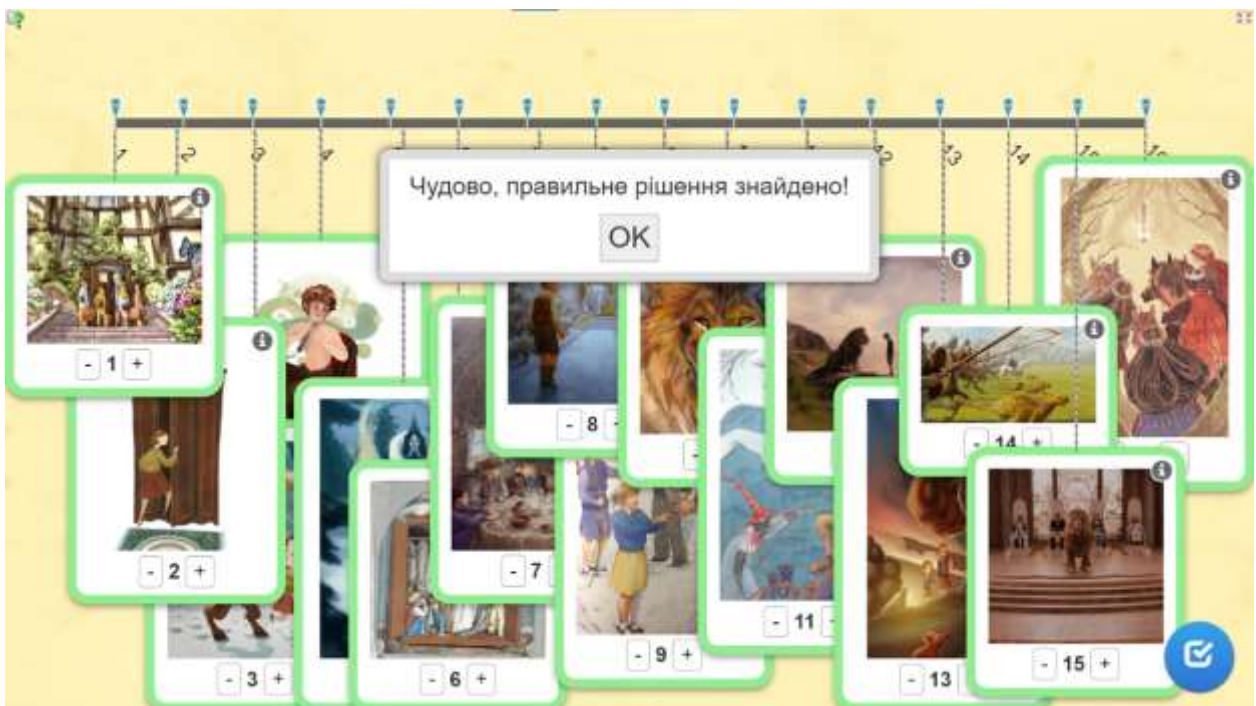 1
2
3
4
13
14
Чудово, правильне рішення знайдено!
OK
- 1 +
- 8
- 14 +
- 2 +
- 7
- 11
- 9 +
- 15 +
- 3 +
- 6 +
- 13